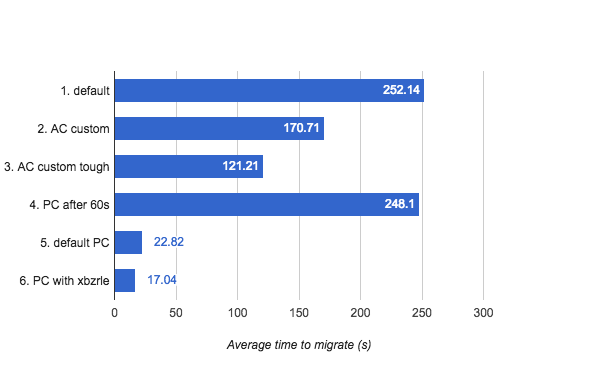 1. default 252.14
2. AC custom 170.71
3. AC custom tough 121.21
4. PC after 60s 248.1
5. default PC 22.82
6. PC with xbzrle 17.04
0 50 100 150 200 250 300
Average time to migrate (s)